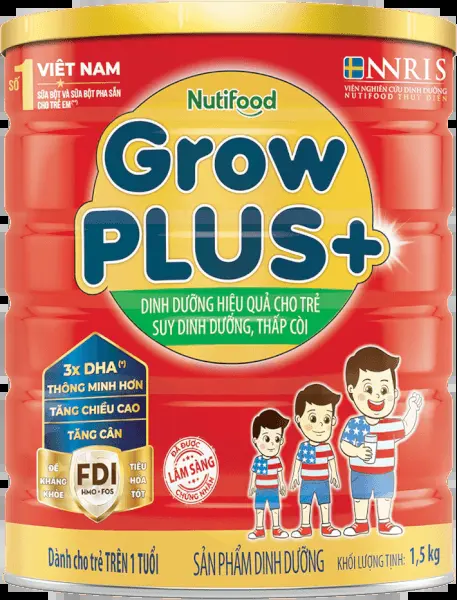 SỐ 1 VIỆT NAM
SỮA BỘT VÀ SỮA BỘT PHA SẴN
CHO TRẺ EM(**)
NNRIS
VIỆN NGHIÊN CỨU DINH DƯỠNG
NUTIFOOD THỤY ĐIỂN
NutiFood
Grow
PLUS+
DINH DƯỠNG HIỆU QUẢ CHO TRẺ
SUY DINH DƯỠNG, THẤP CÒI
3x DHA(*)
THÔNG MINH HƠN
TĂNG CHIỀU CAO
TĂNG CÂN
ĐỀ KHÁNG KHỎE
FDI
HMO + FOS
TIÊU HÓA TỐT
ĐÃ ĐƯỢC
LÂM SÀNG
CHỨNG NHẬN
Dành cho trẻ TRÊN 1 TUỔI
SẢN PHẨM DINH DƯỠNG
KHỐI LƯỢNG TỊNH: 1,5 kg